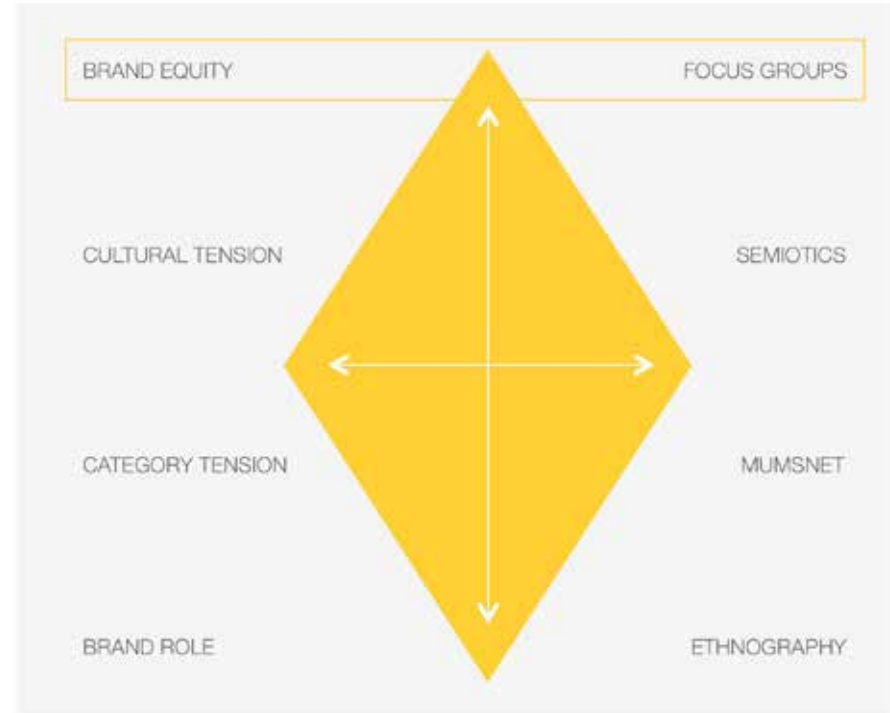 BRAND EQUITY FOCUS GROUPS
CULTURAL TENSION SEMIOTICS
CATEGORY TENSION MUMSNET
BRAND ROLE ETHNOGRAPHY